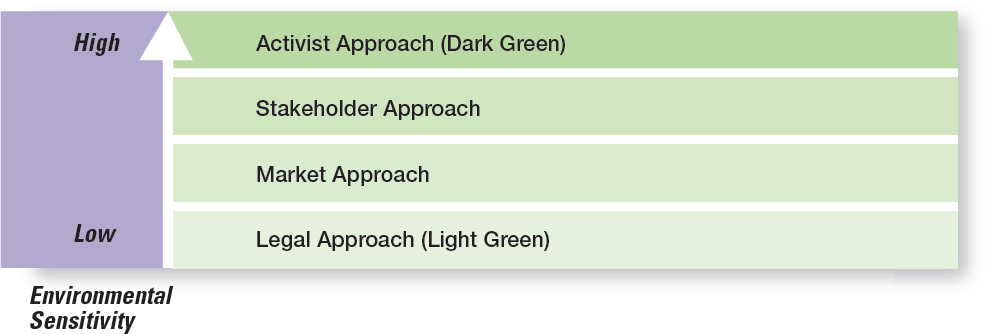 High
Activist Approach (Dark Green)
Stakeholder Approach
Market Approach
Low
Legal Approach (Light Green)
Environmental
Sensitivity